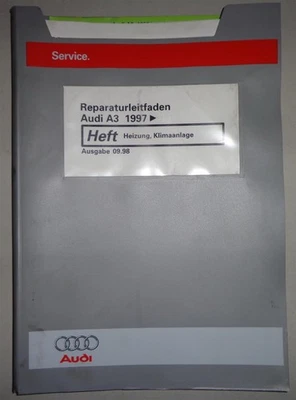 Service.
Reparaturleitfaden
Audi A3 1997 ►
Heft Heizung, Klimaanlage
Ausgabe 09.98
Audi